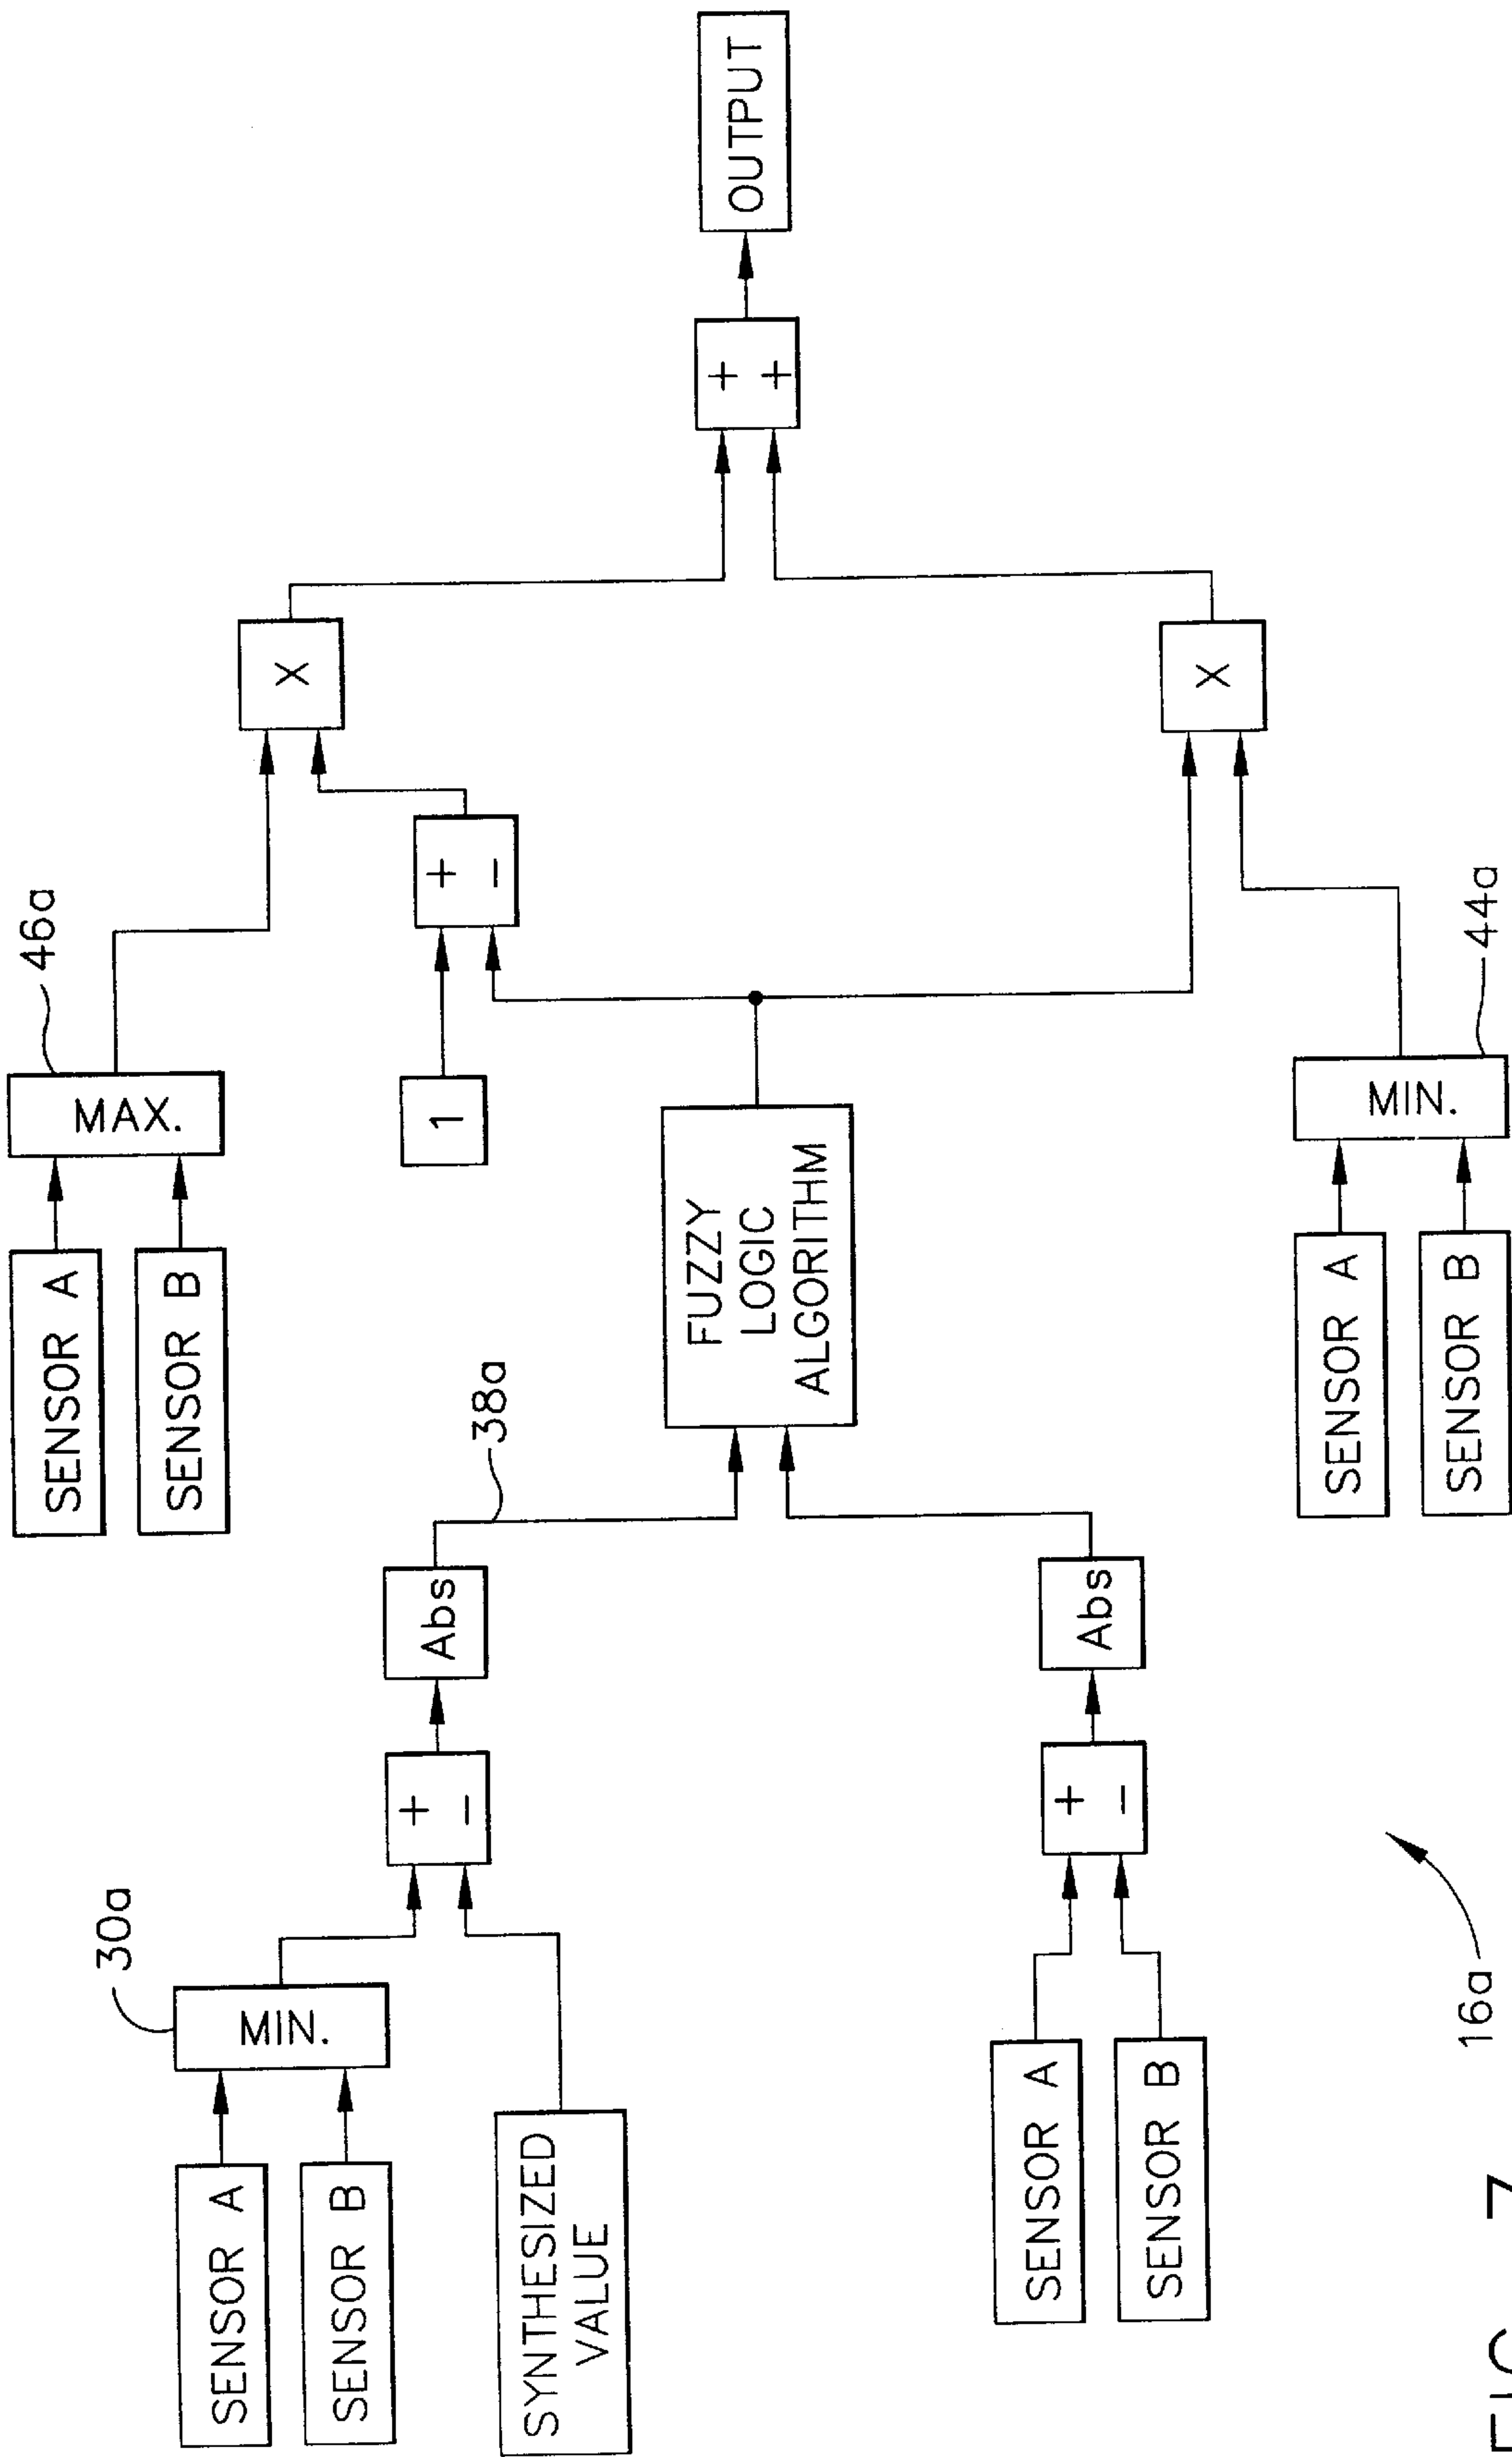 SENSOR A
SENSOR B
MIN.
30a
SYNTHESIZED
VALUE
+
−
Abs
38a
SENSOR A
SENSOR B
+
−
Abs
FUZZY
LOGIC
ALGORITHM
SENSOR A
SENSOR B
MAX.
46a
1
+
−
X
SENSOR A
SENSOR B
MIN.
44a
X
+
+
OUTPUT
16a
FIG. 7